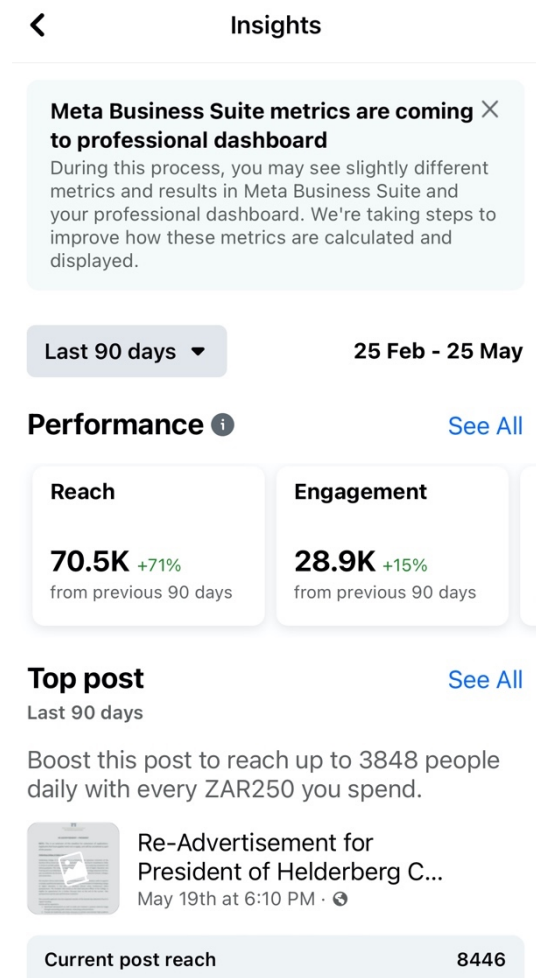 Insights
Meta Business Suite metrics are coming
to professional dashboard
During this process, you may see slightly different
metrics and results in Meta Business Suite and
your professional dashboard. We're taking steps to
improve how these metrics are calculated and
displayed.
Last 90 days
25 Feb - 25 May
Performance
See All
Reach
70.5K +71%
from previous 90 days
Engagement
28.9K +15%
from previous 90 days
Top post
See All
Last 90 days
Boost this post to reach up to 3848 people
daily with every ZAR250 you spend.
Re-Advertisement for
President of Helderberg C...
May 19th at 6:10 PM ·
Current post reach
8446